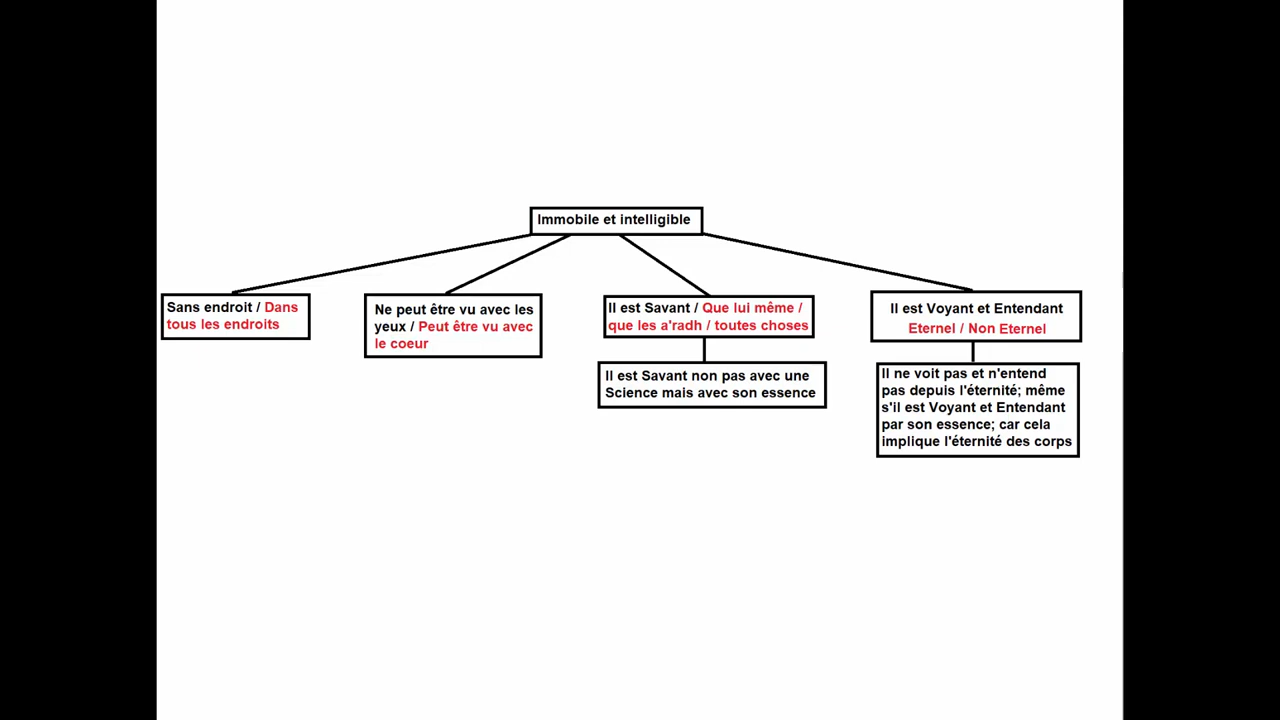 Immobile et intelligible
Sans endroit / Dans
tous les endroits
Ne peut être vu avec les
yeux / Peut être vu avec
le coeur
Il est Savant / Que lui même /
que les a'radh / toutes choses
Il est Savant non pas avec une
Science mais avec son essence
Il est Voyant et Entendant
Eternel / Non Eternel
Il ne voit pas et n'entend
pas depuis l'éternité; même
s'il est Voyant et Entendant
par son essence; car cela
implique l'éternité des corps